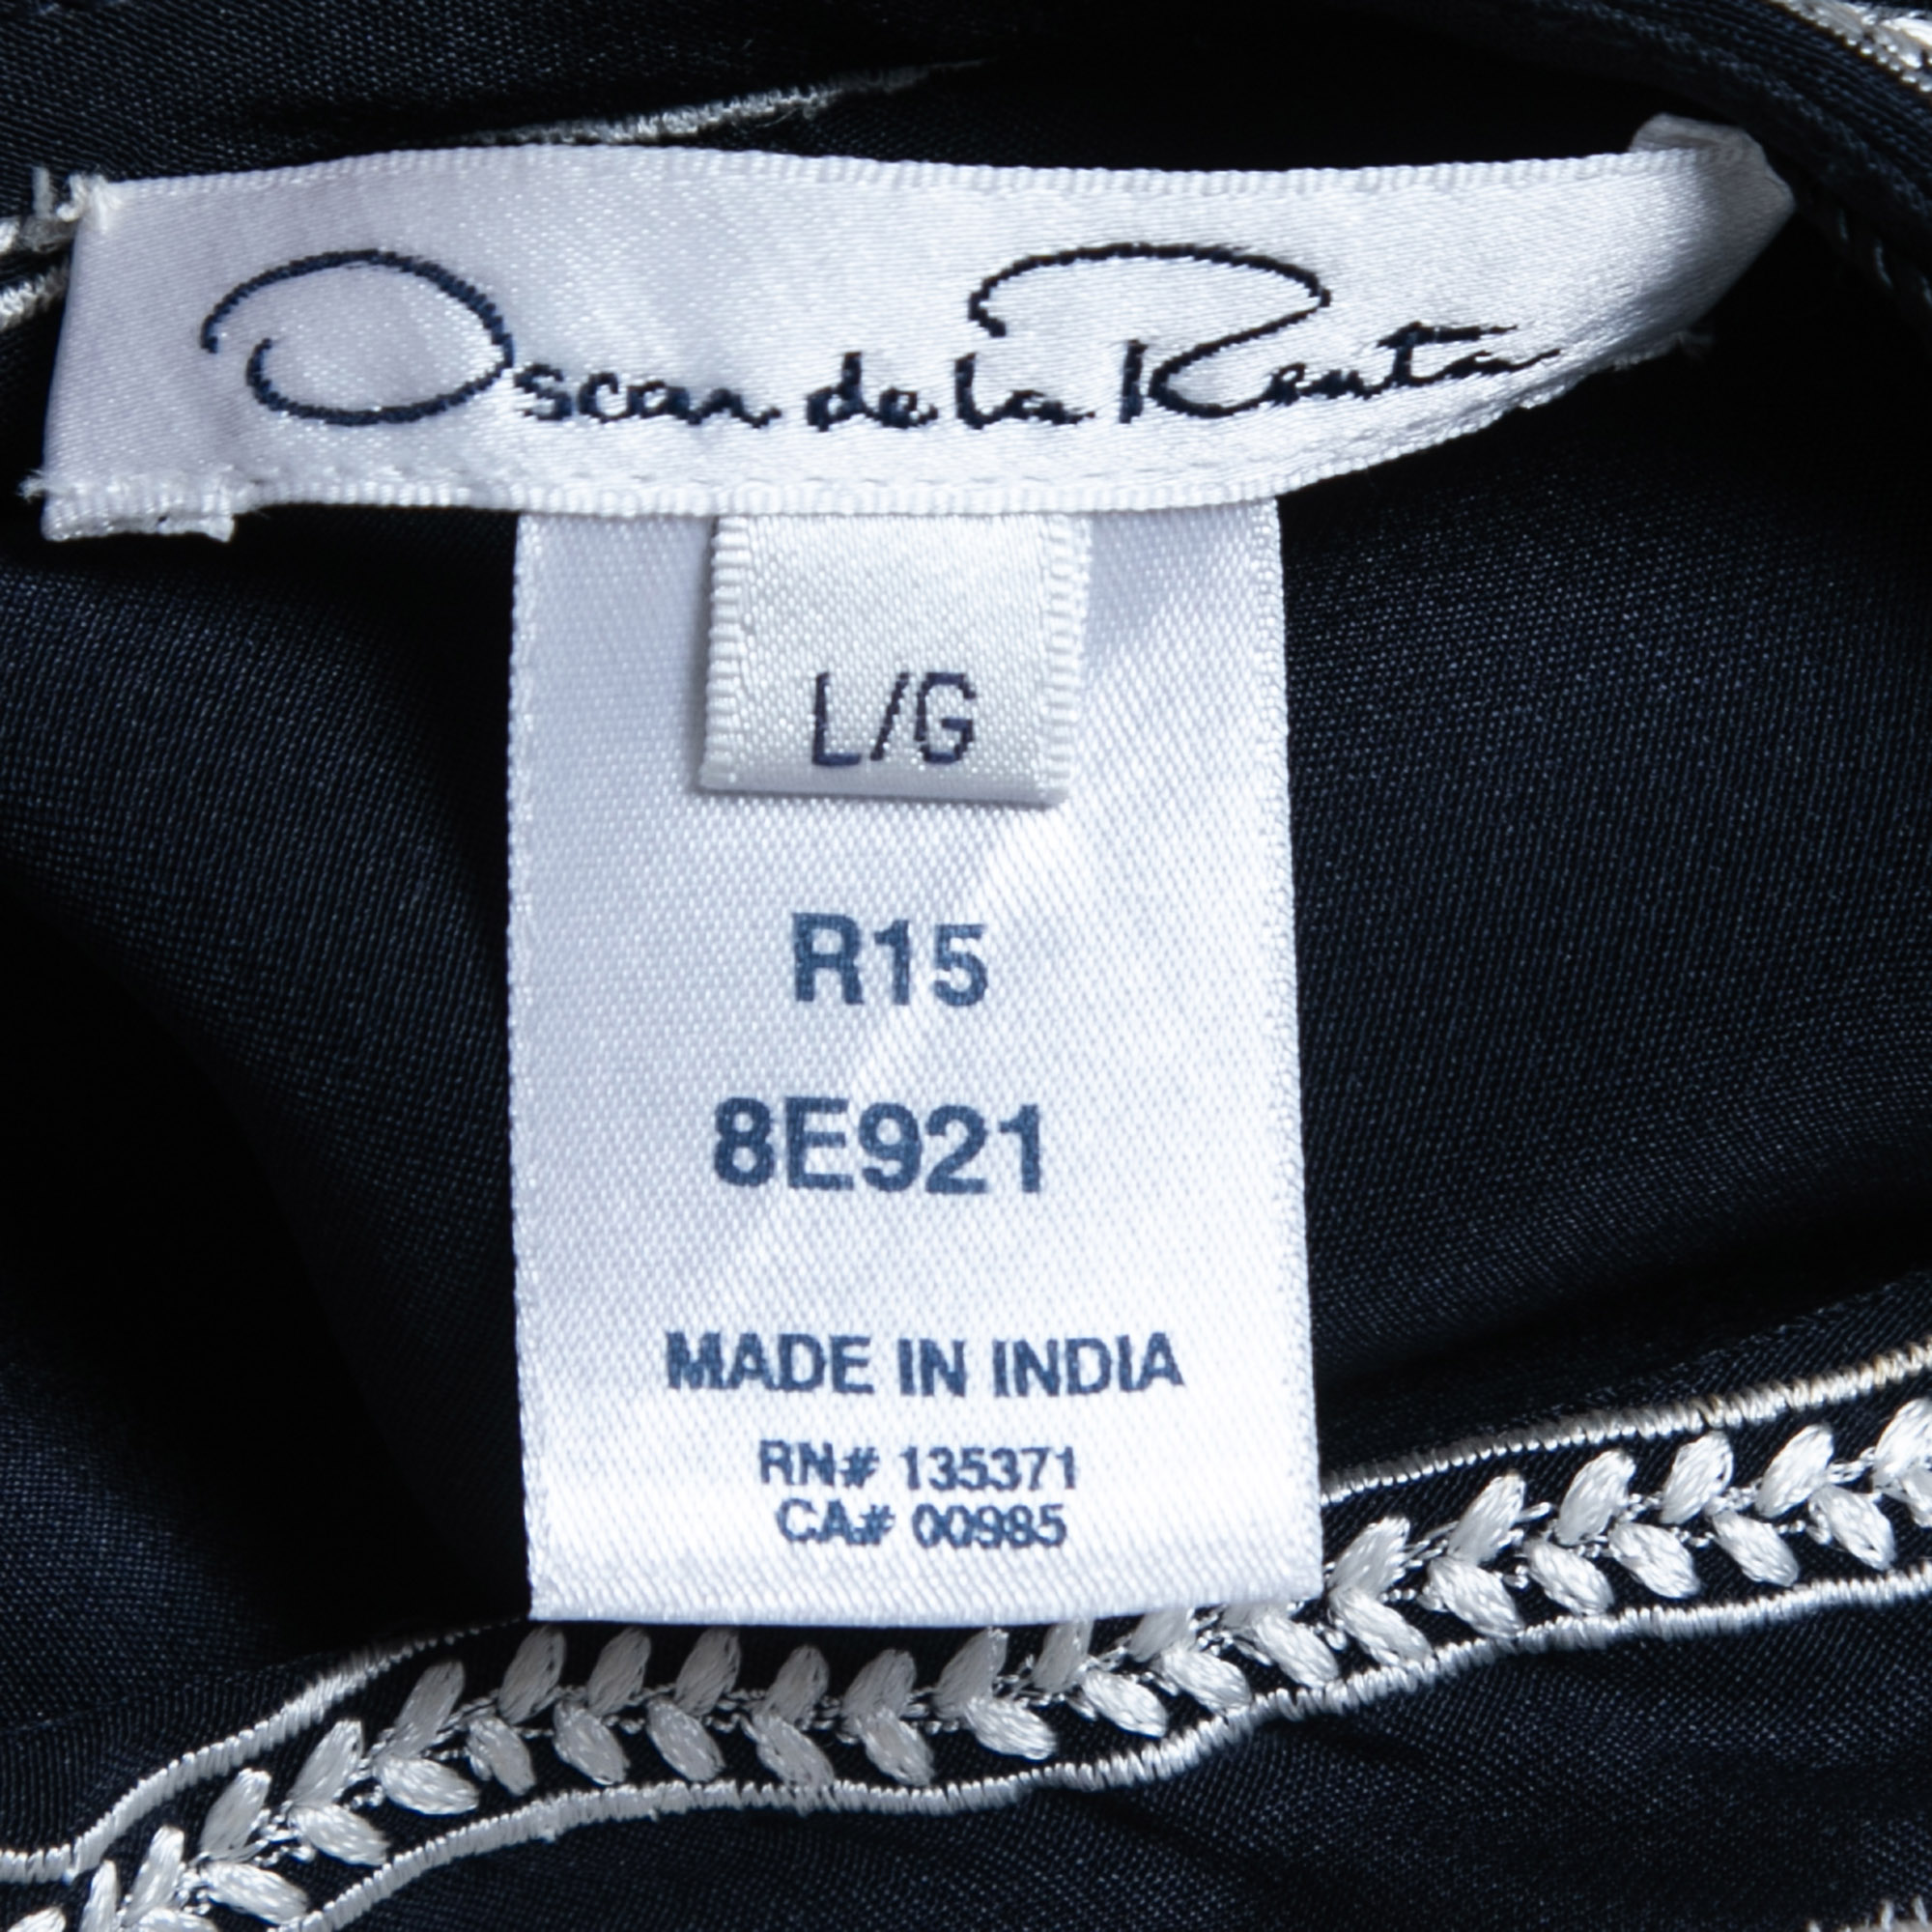 Oscar de la Renta
L/G
R15
8E921
MADE IN INDIA
RN# 135371
CA# 00985